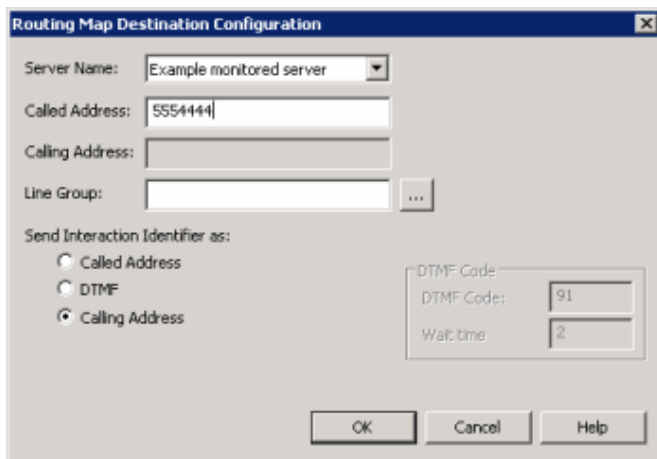 Routing Map Destination Configuration
Server Name: Example monitored server
Called Address: 5554444
Calling Address:
Line Group: ...
Send Interaction Identifier as:
Called Address
DTMF
Calling Address
DTMF Code
DTMF Code: 91
Wait time 2
OK Cancel Help